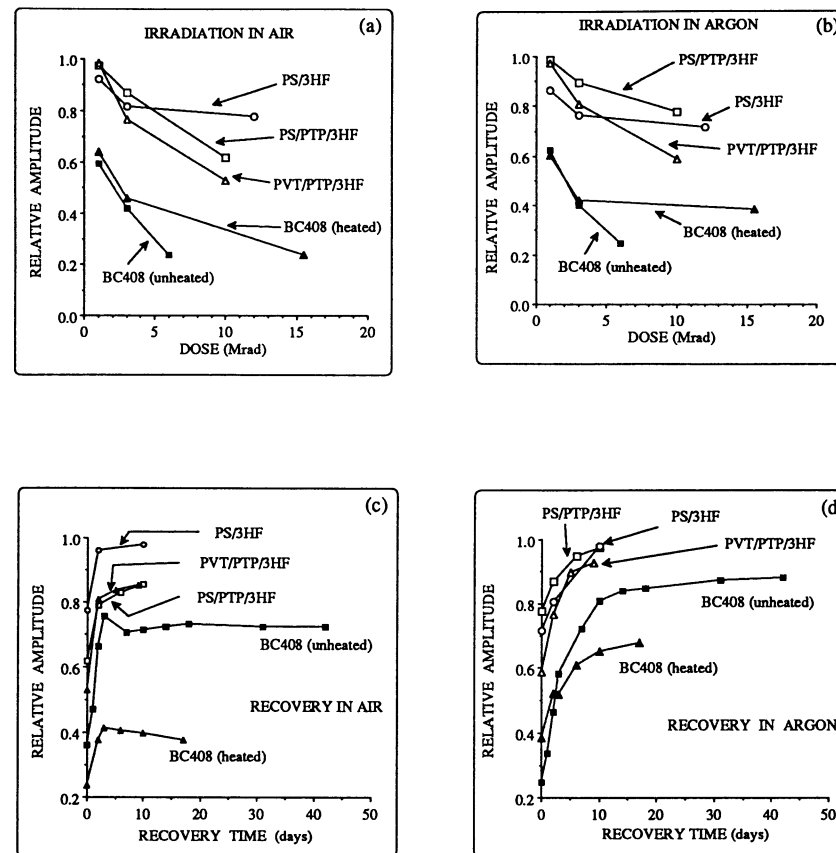 (a)
IRRADIATION IN AIR
PS/3HF
PS/PTP/3HF
PVT/PTP/3HF
BC408 (heated)
BC408 (unheated)
RELATIVE AMPLITUDE
1.0
0.8
0.6
0.4
0.2
0.0
0 5 10 15 20
DOSE (Mrad)
(b)
IRRADIATION IN ARGON
PS/PTP/3HF
PS/3HF
PVT/PTP/3HF
BC408 (heated)
BC408 (unheated)
RELATIVE AMPLITUDE
1.0
0.8
0.6
0.4
0.2
0.0
0 5 10 15 20
DOSE (Mrad)
(c)
PS/3HF
PVT/PTP/3HF
PS/PTP/3HF
BC408 (unheated)
RECOVERY IN AIR
BC408 (heated)
RELATIVE AMPLITUDE
1.0
0.8
0.6
0.4
0.2
0 10 20 30 40 50
RECOVERY TIME (days)
(d
PS/PTP/3HF
PS/3HF
PVT/PTP/3HF
BC408 (unheated)
BC408 (heated)
RECOVERY IN ARGON
RELATIVE AMPLITUDE
1.0
0.8
0.6
0.4
0.2
0 10 20 30 40 50
RECOVERY TIME (days)